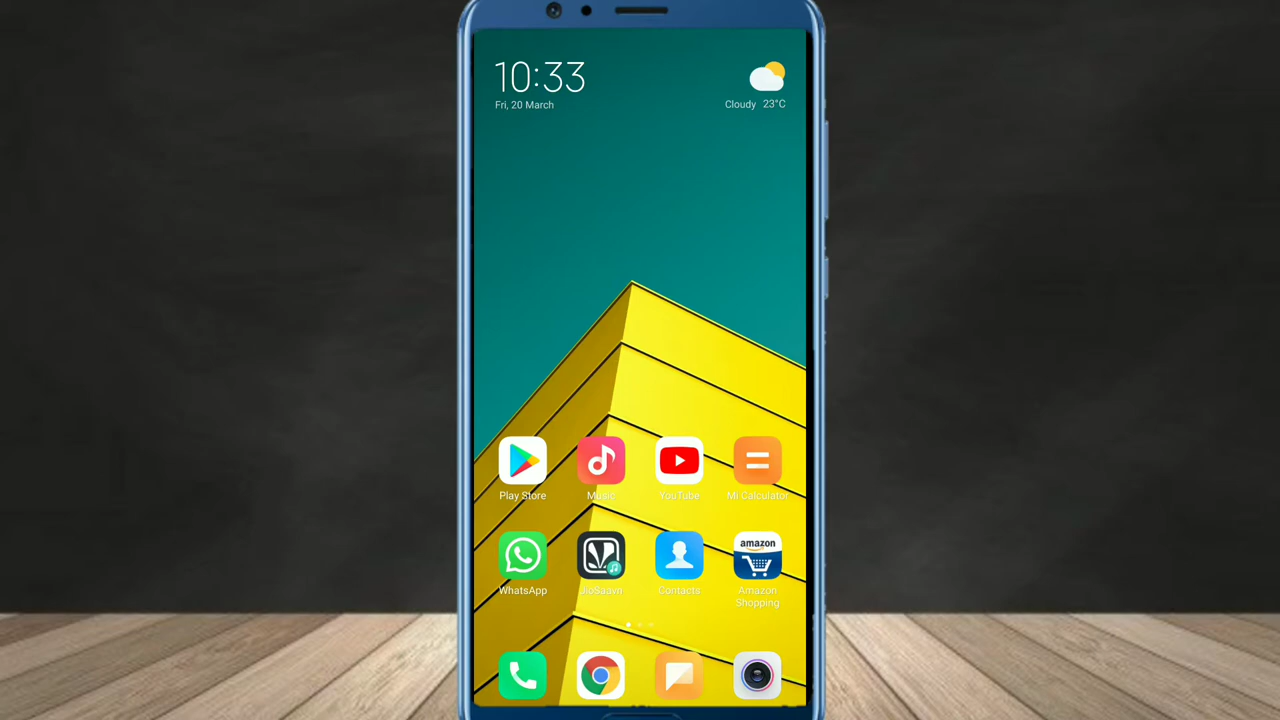 10:33
Fri, 20 March
Cloudy 23°C
Play Store
Music
YouTube
Mi Calculator
WhatsApp
JioSaavn
Contacts
amazon
Amazon
Shopping